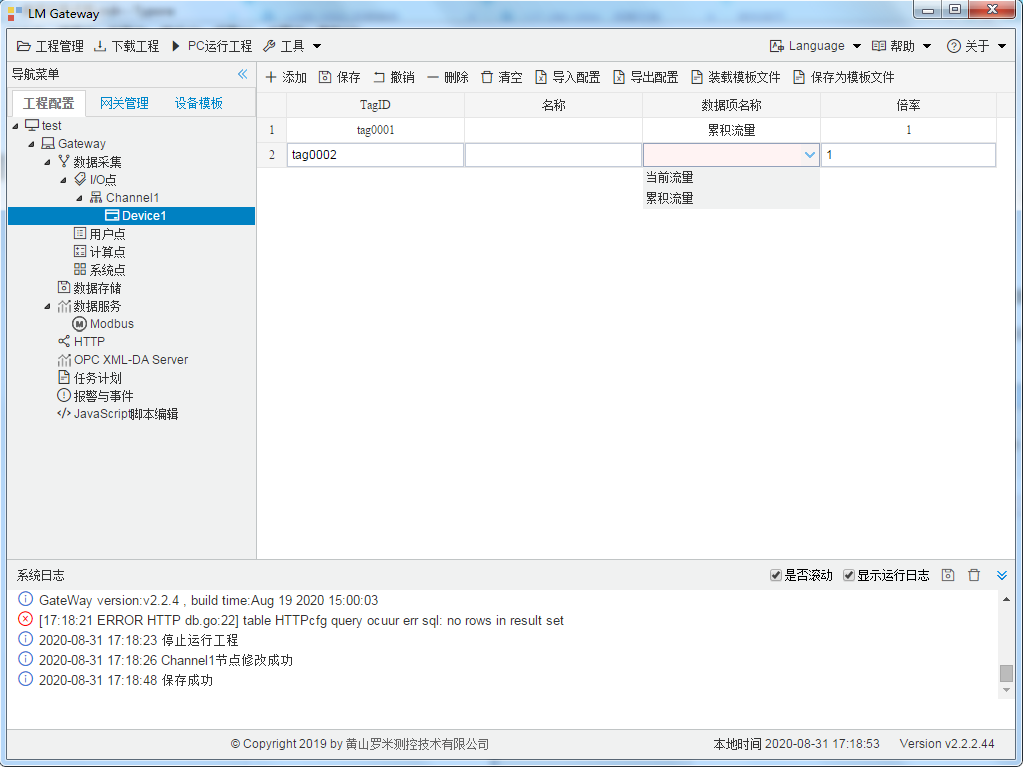 LM Gateway
工程管理 下载工程 PC运行工程 工具 Language 帮助 关于
导航菜单
添加 保存 撤销 删除 清空 导入配置 导出配置 装载模板文件 保存为模板文件
工程配置 网关管理 设备模板
TagID 名称 数据项名称 倍率
1 tag0001 累积流量 1
2 tag0002 1
当前流量
累积流量
test
Gateway
数据采集
I/O点
Channel1
Device1
用户点
计算点
系统点
数据存储
数据服务
Modbus
HTTP
OPC XML-DA Server
任务计划
报警与事件
JavaScript脚本编辑
系统日志 是否滚动 显示运行日志
GateWay version:v2.2.4 , build time:Aug 19 2020 15:00:03
[17:18:21 ERROR HTTP db.go:22] table HTTPcfg query ocuur err sql: no rows in result set
2020-08-31 17:18:23 停止运行工程
2020-08-31 17:18:26 Channel1节点修改成功
2020-08-31 17:18:48 保存成功
© Copyright 2019 by 黄山罗米测控技术有限公司 本地时间 2020-08-31 17:18:53 Version v2.2.2.44